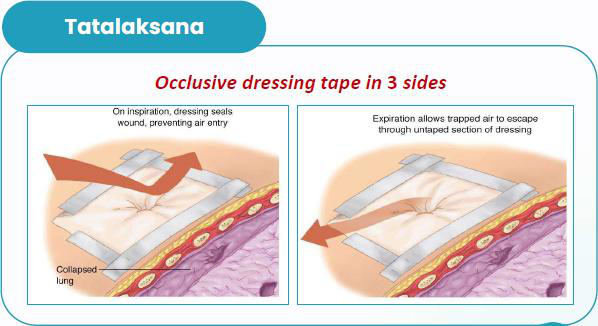 Tatalaksana
Occlusive dressing tape in 3 sides
On inspiration, dressing seals
wound, preventing air entry
Collapsed
lung
Expiration allows trapped air to escape
through untaped section of dressing